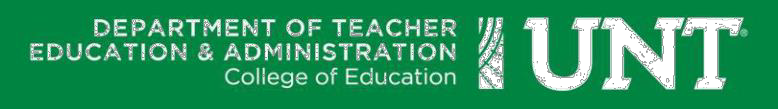 DEPARTMENT OF TEACHER
EDUCATION & ADMINISTRATION
College of Education
UNT